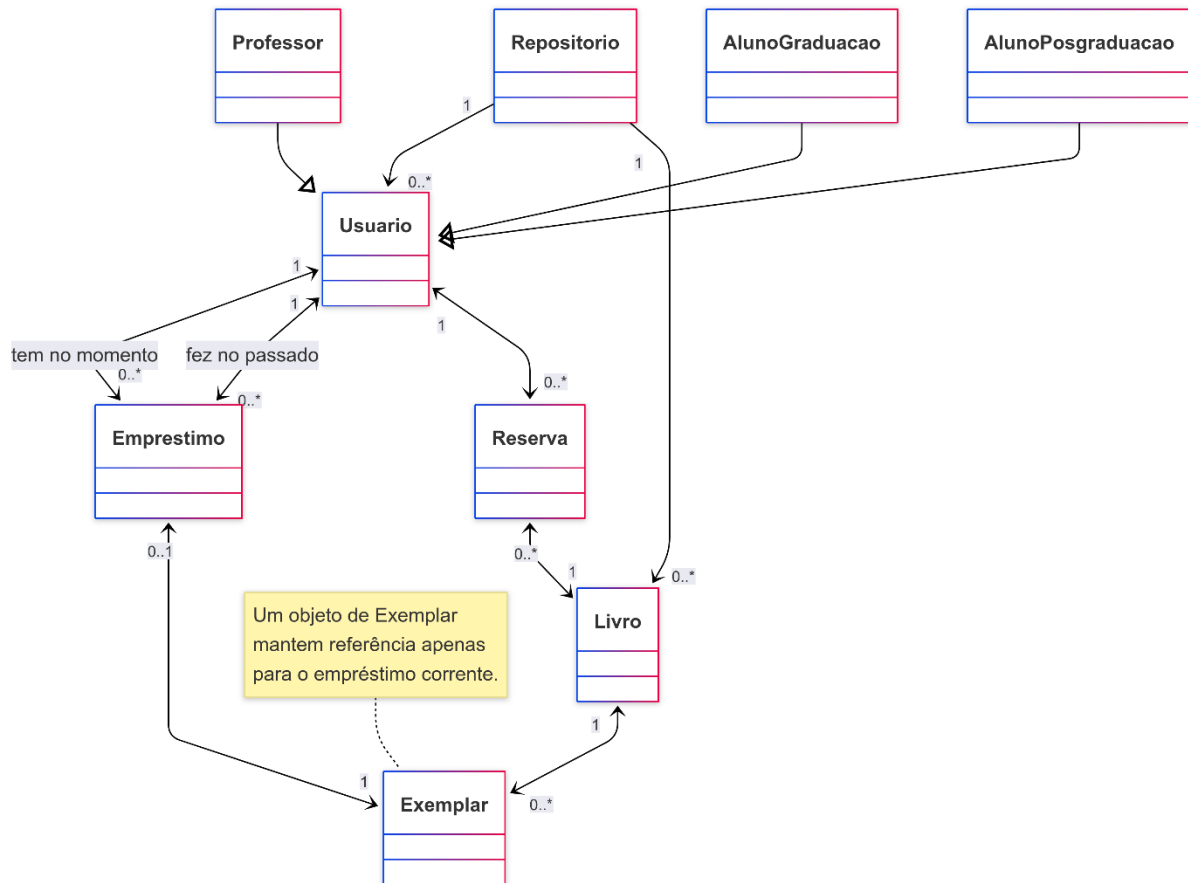 Professor
Repositorio
AlunoGraduacao
AlunoPosgraduacao
1
1
0..*
Usuario
1
1
1
tem no momento
fez no passado
0..*
0..*
0..*
Emprestimo
Reserva
0..1
0..*
1
0..*
Um objeto de Exemplar
mantem referência apenas
para o empréstimo corrente.
Livro
1
1
0..*
Exemplar